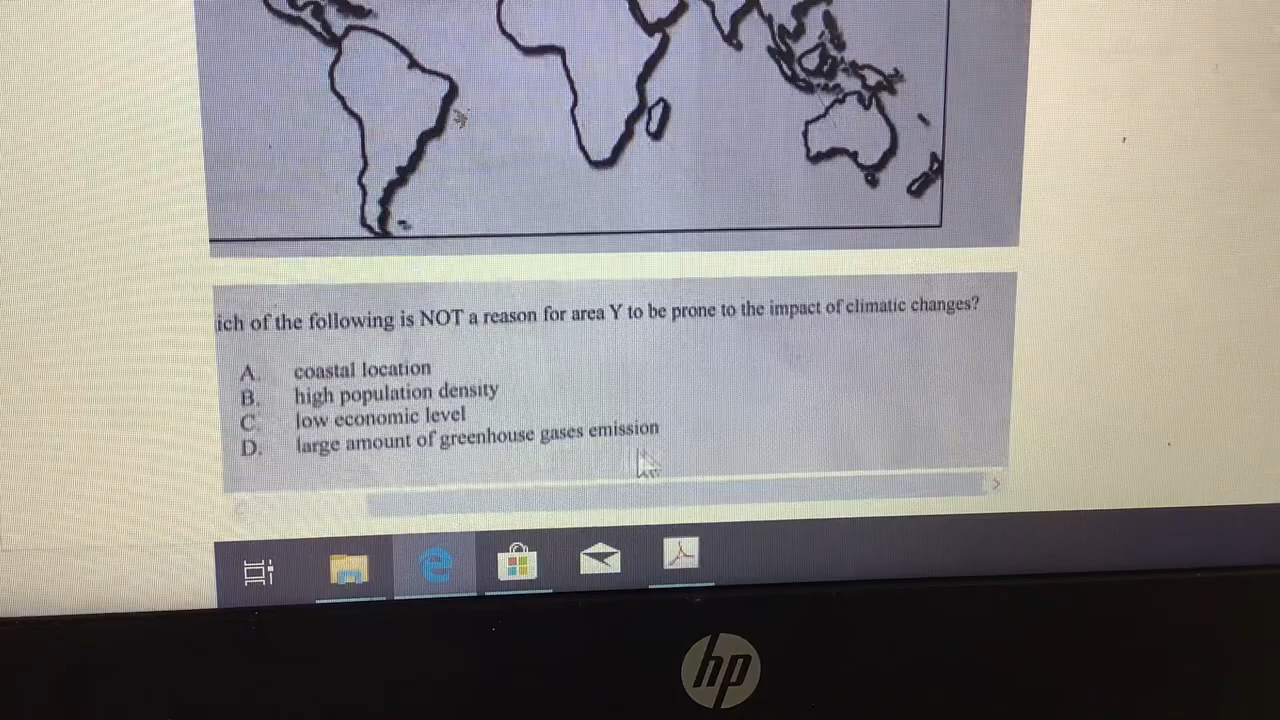 ich of the following is NOT a reason for area Y to be prone to the impact of climatic changes?
A. coastal location
B. high population density
C. low economic level
D. large amount of greenhouse gases emission
hp